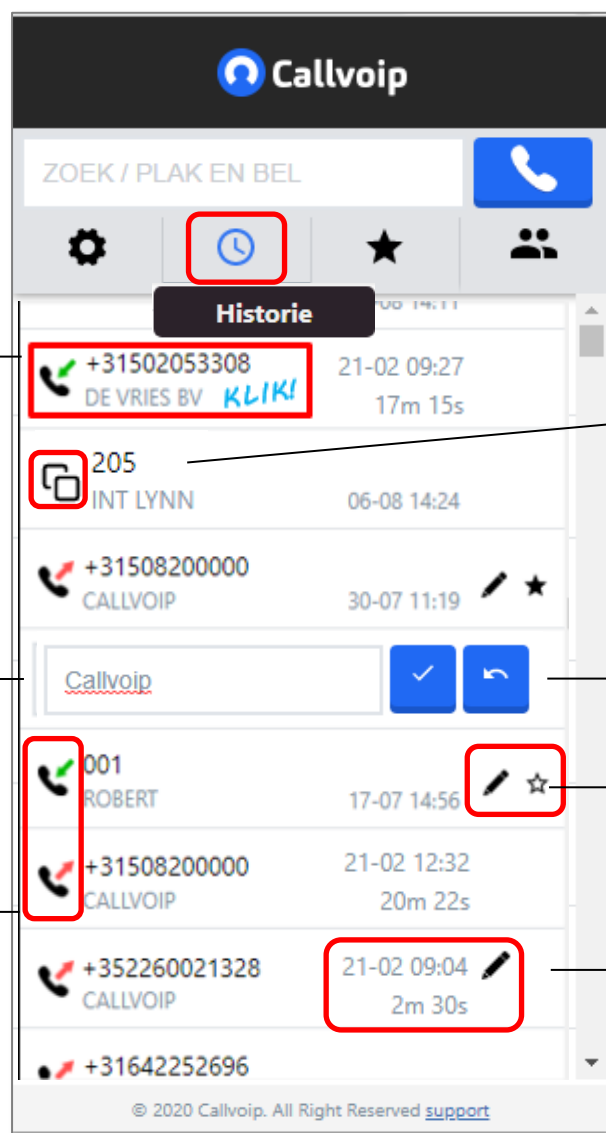 Callvoip
ZOEK / PLAK EN BEL
Historie
-08 14:11
+31502053308 21-02 09:27
DE VRIES BV KLIK! 17m 15s
205
INT LYNN 06-08 14:24
+31508200000
CALLVOIP 30-07 11:19
Callvoip
001
ROBERT 17-07 14:56
+31508200000 21-02 12:32
CALLVOIP 20m 22s
+352260021328 21-02 09:04
CALLVOIP 2m 30s
+31642252696
© 2020 Callvoip. All Right Reserved support